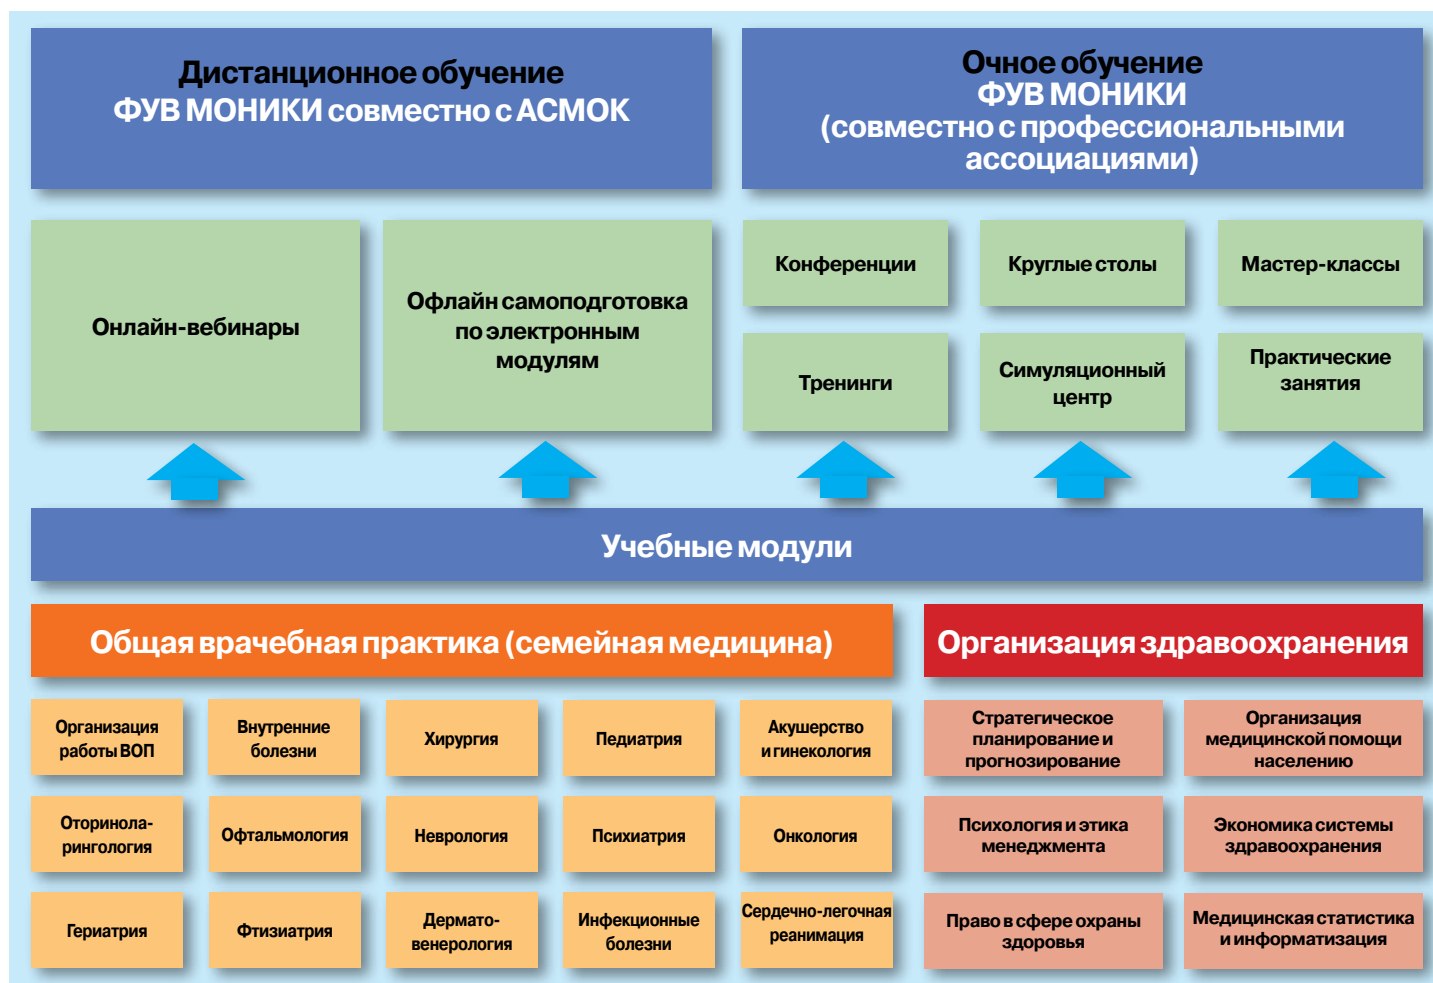 Дистанционное обучение
ФУВ МОНИКИ совместно с АСМОК
Очное обучение
ФУВ МОНИКИ
(совместно с профессиональными
ассоциациями)
Онлайн-вебинары
Офлайн самоподготовка
по электронным
модулям
Конференции
Круглые столы
Мастер-классы
Тренинги
Симуляционный
центр
Практические
занятия
Учебные модули
Общая врачебная практика (семейная медицина)
Организация здравоохранения
Организация
работы ВОП
Внутренние
болезни
Хирургия
Педиатрия
Акушерство
и гинекология
Стратегическое
планирование и
прогнозирование
Организация
медицинской помощи
населению
Оторинола-
рингология
Офтальмология
Неврология
Психиатрия
Онкология
Психология и этика
менеджмента
Экономика системы
здравоохранения
Гериатрия
Фтизиатрия
Дермато-
венерология
Инфекционные
болезни
Сердечно-легочная
реанимация
Право в сфере охраны
здоровья
Медицинская статистика
и информатизация